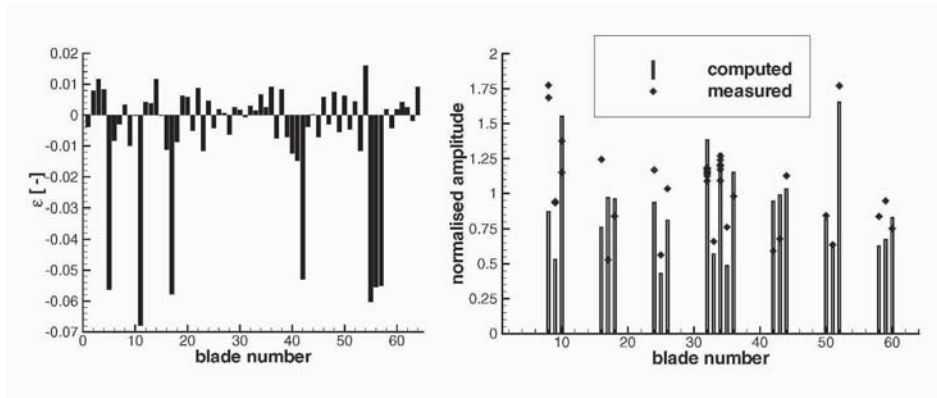 0.02
0.01
0
-0.01
-0.02
-0.03
-0.04
-0.05
-0.06
-0.07
ε [ - ]
0 10 20 30 40 50 60
blade number
2
1.75
1.5
1.25
1
0.75
0.5
0.25
0
normalised amplitude
computed
measured
10 20 30 40 50 60
blade number